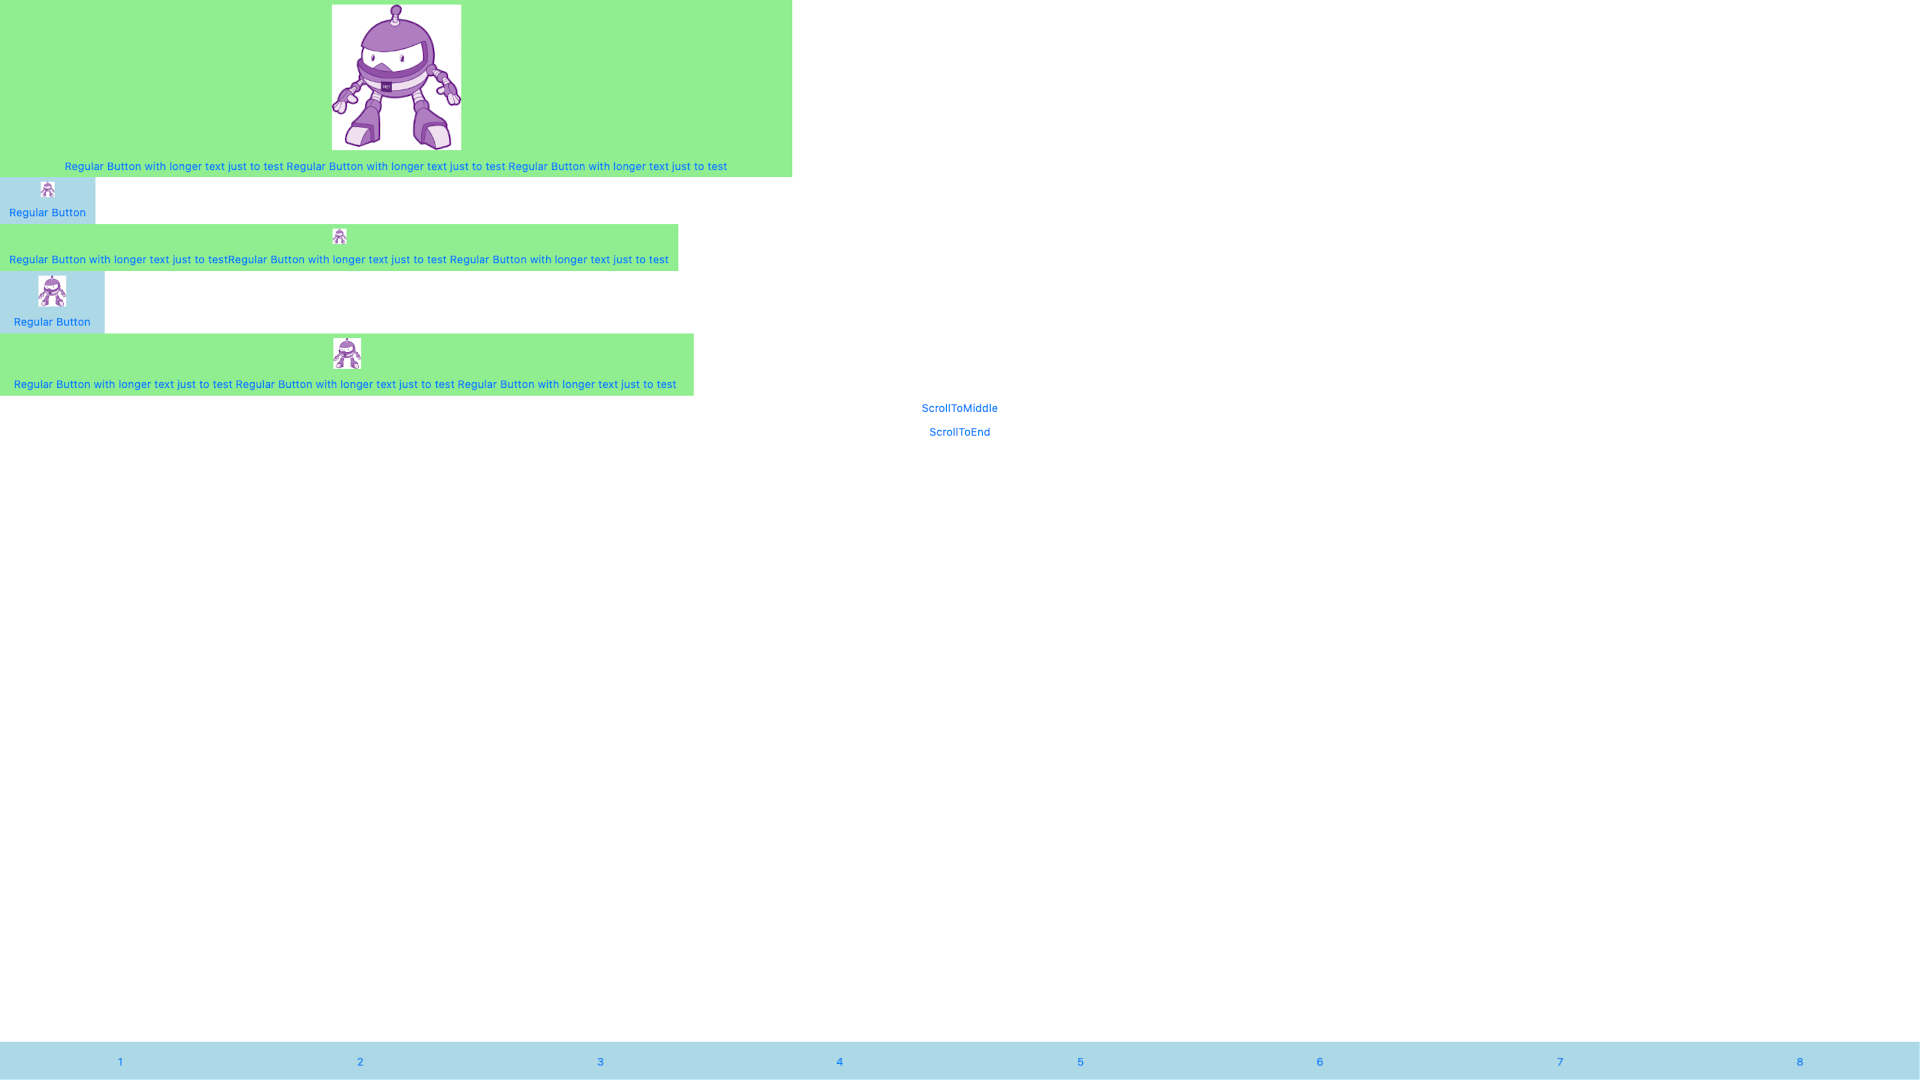 Regular Button with longer text just to test Regular Button with longer text just to test Regular Button with longer text just to test
Regular Button
Regular Button with longer text just to testRegular Button with longer text just to test Regular Button with longer text just to test
Regular Button
Regular Button with longer text just to test Regular Button with longer text just to test Regular Button with longer text just to test
ScrollToMiddle
ScrollToEnd
1 2 3 4 5 6 7 8